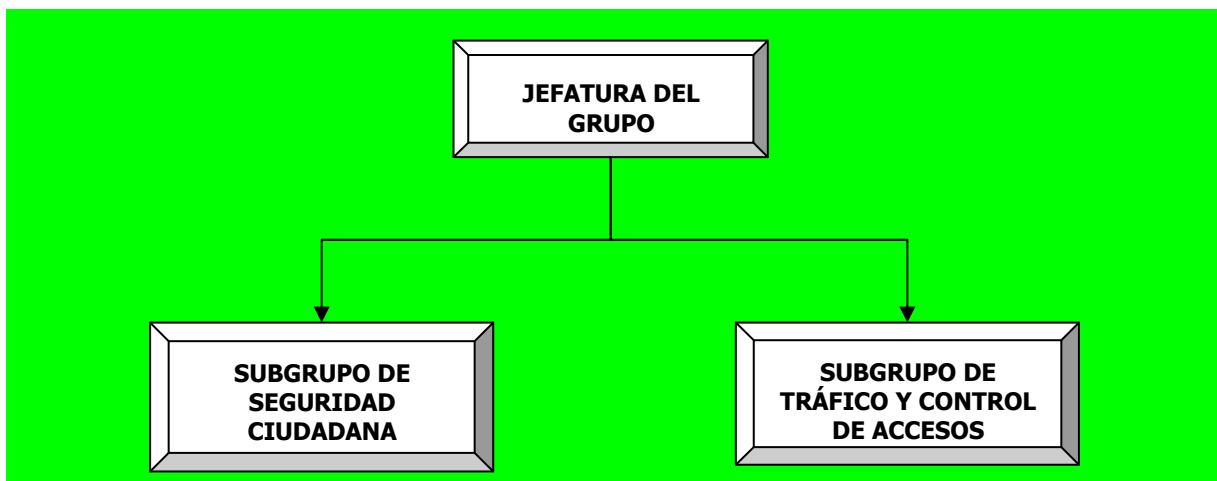 JEFATURA DEL
GRUPO
SUBGRUPO DE
SEGURIDAD
CIUDADANA
SUBGRUPO DE
TRÁFICO Y CONTROL
DE ACCESOS